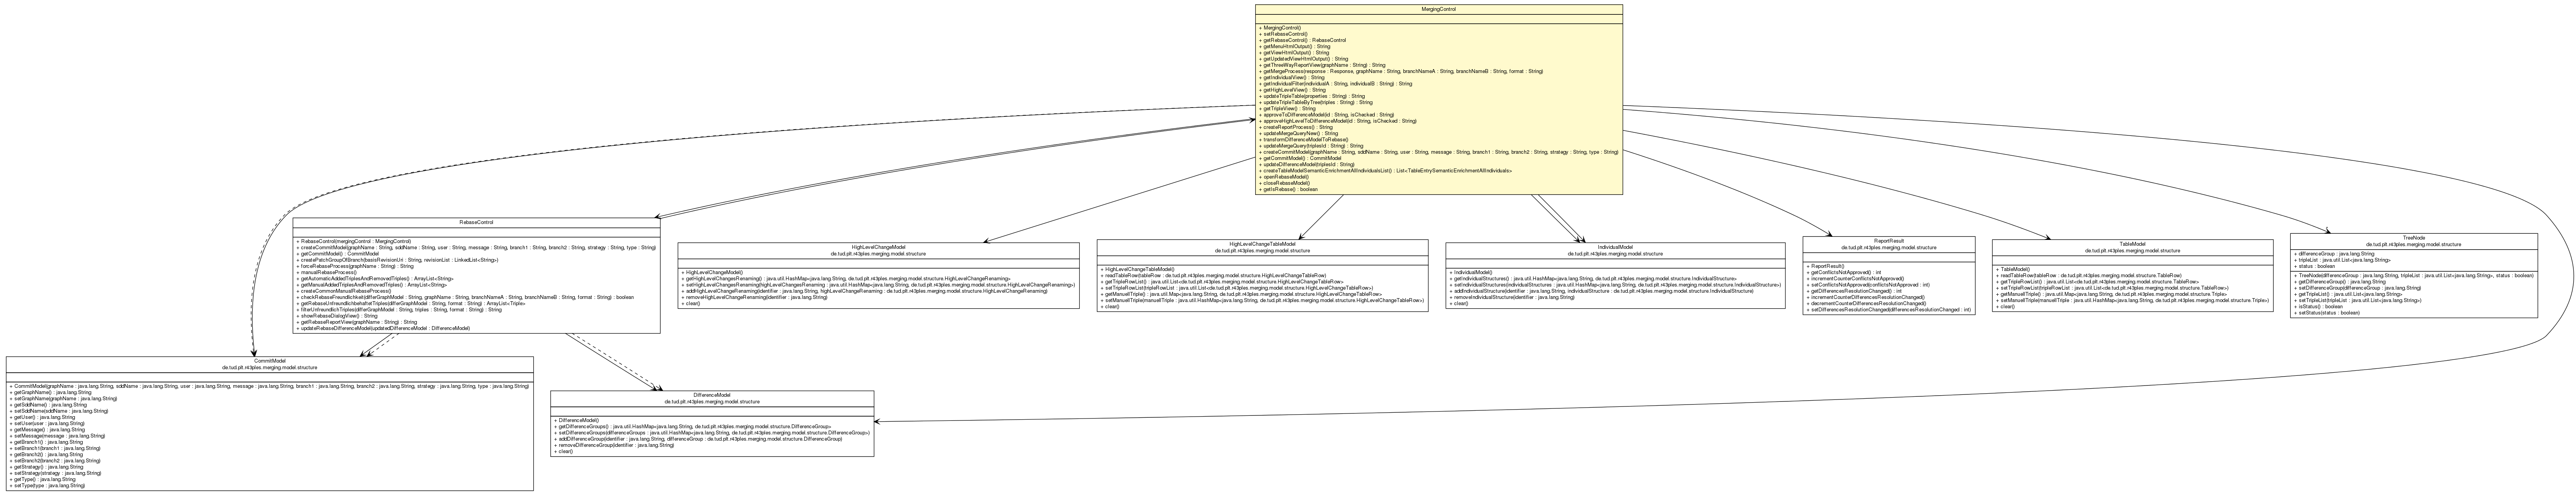 MergingControl
+ MergingControl()
+ setRebaseControl()
+ getRebaseControl() : RebaseControl
+ getMenuHtmlOutput() : String
+ getViewHtmlOutput() : String
+ getUpdatedViewHtmlOutput() : String
+ getThreeWayReportView(graphName : String) : String
+ getMergeProcess(response : Response, graphName : String, branchNameA : String, branchNameB : String, format : String)
+ getIndividualView() : String
+ getIndividualFilter(individualA : String, individualB : String) : String
+ getHighLevelView() : String
+ updateTripleTable(properties : String) : String
+ updateTripleTableByTree(triples : String) : String
+ getTripleView() : String
+ approveToDifferenceModel(id : String, isChecked : String)
+ approveHighLevelToDifferenceModel(id : String, isChecked : String)
+ createReportProcess() : String
+ updateMergeQueryNew() : String
+ transformDifferenceModelToRebase()
+ updateMergeQuery(triplesId : String) : String
+ createCommitModel(graphName : String, sddName : String, user : String, message : String, branch1 : String, branch2 : String, strategy : String, type : String)
+ getCommitModel() : CommitModel
+ updateDifferenceModel(triplesId : String)
+ createTableModelSemanticEnrichmentAllIndividualsList() : List<TableEntrySemanticEnrichmentAllIndividuals>
+ openRebaseModel()
+ closeRebaseModel()
+ getIsRebase() : boolean
RebaseControl
+ RebaseControl(mergingControl : MergingControl)
+ createCommitModel(graphName : String, sddName : String, user : String, message : String, branch1 : String, branch2 : String, strategy : String, type : String)
+ getCommitModel() : CommitModel
+ createPatchGroupOfBranch(basisRevisionUri : String, revisionList : LinkedList<String>)
+ forceRebaseProcess(graphName : String) : String
+ manualRebaseProcess()
+ getAutomaticAddedTriplesAndRemovedTriples() : ArrayList<String>
+ getManualAddedTriplesAndRemovedTriples() : ArrayList<String>
+ createCommonManualRebaseProcess()
+ checkRebaseFreundlichkeit(differGraphModel : String, graphName : String, branchNameA : String, branchNameB : String, format : String) : boolean
+ getRebaseUnfreundlichbehaftetTriples(differGraphModel : String, format : String) : ArrayList<Triple>
+ filterUnfreundlichTriples(differGraphModel : String, triples : String, format : String) : String
+ showRebaseDialogView() : String
+ getRebaseReportView(graphName : String) : String
+ updateRebaseDifferenceModel(updatedDifferenceModel : DifferenceModel)
HighLevelChangeModel
de.tud.plt.r43ples.merging.model.structure
+ HighLevelChangeModel()
+ getHighLevelChangesRenaming() : java.util.HashMap<java.lang.String, de.tud.plt.r43ples.merging.model.structure.HighLevelChangeRenaming>
+ setHighLevelChangesRenaming(highLevelChangesRenaming : java.util.HashMap<java.lang.String, de.tud.plt.r43ples.merging.model.structure.HighLevelChangeRenaming>)
+ addHighLevelChangeRenaming(identifier : java.lang.String, highLevelChangeRenaming : de.tud.plt.r43ples.merging.model.structure.HighLevelChangeRenaming)
+ removeHighLevelChangeRenaming(identifier : java.lang.String)
+ clear()
HighLevelChangeTableModel
de.tud.plt.r43ples.merging.model.structure
+ HighLevelChangeTableModel()
+ readTableRow(tableRow : de.tud.plt.r43ples.merging.model.structure.HighLevelChangeTableRow)
+ getTripleRowList() : java.util.List<de.tud.plt.r43ples.merging.model.structure.HighLevelChangeTableRow>
+ setTripleRowList(tripleRowList : java.util.List<de.tud.plt.r43ples.merging.model.structure.HighLevelChangeTableRow>)
+ getManuellTriple() : java.util.Map<java.lang.String, de.tud.plt.r43ples.merging.model.structure.HighLevelChangeTableRow>
+ setManuellTriple(manuellTriple : java.util.HashMap<java.lang.String, de.tud.plt.r43ples.merging.model.structure.HighLevelChangeTableRow>)
+ clear()
IndividualModel
de.tud.plt.r43ples.merging.model.structure
+ IndividualModel()
+ getIndividualStructures() : java.util.HashMap<java.lang.String, de.tud.plt.r43ples.merging.model.structure.IndividualStructure>
+ setIndividualStructures(individualStructures : java.util.HashMap<java.lang.String, de.tud.plt.r43ples.merging.model.structure.IndividualStructure>)
+ addIndividualStructure(identifier : java.lang.String, individualStructure : de.tud.plt.r43ples.merging.model.structure.IndividualStructure)
+ removeIndividualStructure(identifier : java.lang.String)
+ clear()
ReportResult
de.tud.plt.r43ples.merging.model.structure
+ ReportResult()
+ getConflictsNotApproved() : int
+ incrementCounterConflictsNotApproved()
+ setConflictsNotApproved(conflictsNotApproved : int)
+ getDifferencesResolutionChanged() : int
+ incrementCounterDifferencesResolutionChanged()
+ decrementCounterDifferencesResolutionChanged()
+ setDifferencesResolutionChanged(differencesResolutionChanged : int)
TableModel
de.tud.plt.r43ples.merging.model.structure
+ TableModel()
+ readTableRow(tableRow : de.tud.plt.r43ples.merging.model.structure.TableRow)
+ getTripleRowList() : java.util.List<de.tud.plt.r43ples.merging.model.structure.TableRow>
+ setTripleRowList(tripleRowList : java.util.List<de.tud.plt.r43ples.merging.model.structure.TableRow>)
+ getManuellTriple() : java.util.Map<java.lang.String, de.tud.plt.r43ples.merging.model.structure.Triple>
+ setManuellTriple(manuellTriple : java.util.HashMap<java.lang.String, de.tud.plt.r43ples.merging.model.structure.Triple>)
+ clear()
TreeNode
de.tud.plt.r43ples.merging.model.structure
+ differenceGroup : java.lang.String
+ tripleList : java.util.List<java.lang.String>
+ status : boolean
+ TreeNode(differenceGroup : java.lang.String, tripleList : java.util.List<java.lang.String>, status : boolean)
+ getDifferenceGroup() : java.lang.String
+ setDifferenceGroup(differenceGroup : java.lang.String)
+ getTripleList() : java.util.List<java.lang.String>
+ setTripleList(tripleList : java.util.List<java.lang.String>)
+ isStatus() : boolean
+ setStatus(status : boolean)
CommitModel
de.tud.plt.r43ples.merging.model.structure
+ CommitModel(graphName : java.lang.String, sddName : java.lang.String, user : java.lang.String, message : java.lang.String, branch1 : java.lang.String, branch2 : java.lang.String, strategy : java.lang.String, type : java.lang.String)
+ getGraphName() : java.lang.String
+ setGraphName(graphName : java.lang.String)
+ getSddName() : java.lang.String
+ setSddName(sddName : java.lang.String)
+ getUser() : java.lang.String
+ setUser(user : java.lang.String)
+ getMessage() : java.lang.String
+ setMessage(message : java.lang.String)
+ getBranch1() : java.lang.String
+ setBranch1(branch1 : java.lang.String)
+ getBranch2() : java.lang.String
+ setBranch2(branch2 : java.lang.String)
+ getStrategy() : java.lang.String
+ setStrategy(strategy : java.lang.String)
+ getType() : java.lang.String
+ setType(type : java.lang.String)
DifferenceModel
de.tud.plt.r43ples.merging.model.structure
+ DifferenceModel()
+ getDifferenceGroups() : java.util.HashMap<java.lang.String, de.tud.plt.r43ples.merging.model.structure.DifferenceGroup>
+ setDifferenceGroups(differenceGroups : java.util.HashMap<java.lang.String, de.tud.plt.r43ples.merging.model.structure.DifferenceGroup>)
+ addDifferenceGroup(identifier : java.lang.String, differenceGroup : de.tud.plt.r43ples.merging.model.structure.DifferenceGroup)
+ removeDifferenceGroup(identifier : java.lang.String)
+ clear()